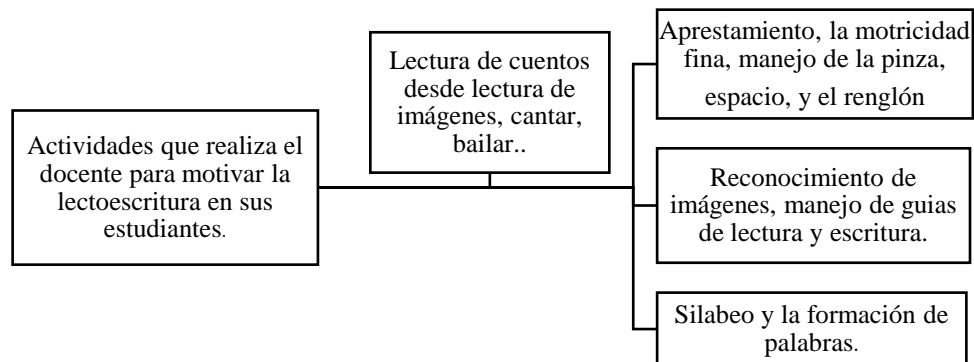 Actividades que realiza el
docente para motivar la
lectoescritura en sus
estudiantes.
Lectura de cuentos
desde lectura de
imágenes, cantar,
bailar..
Aprestamiento, la motricidad
fina, manejo de la pinza,
espacio, y el renglón
Reconocimiento de
imágenes, manejo de guias
de lectura y escritura.
Silabeo y la formación de
palabras.